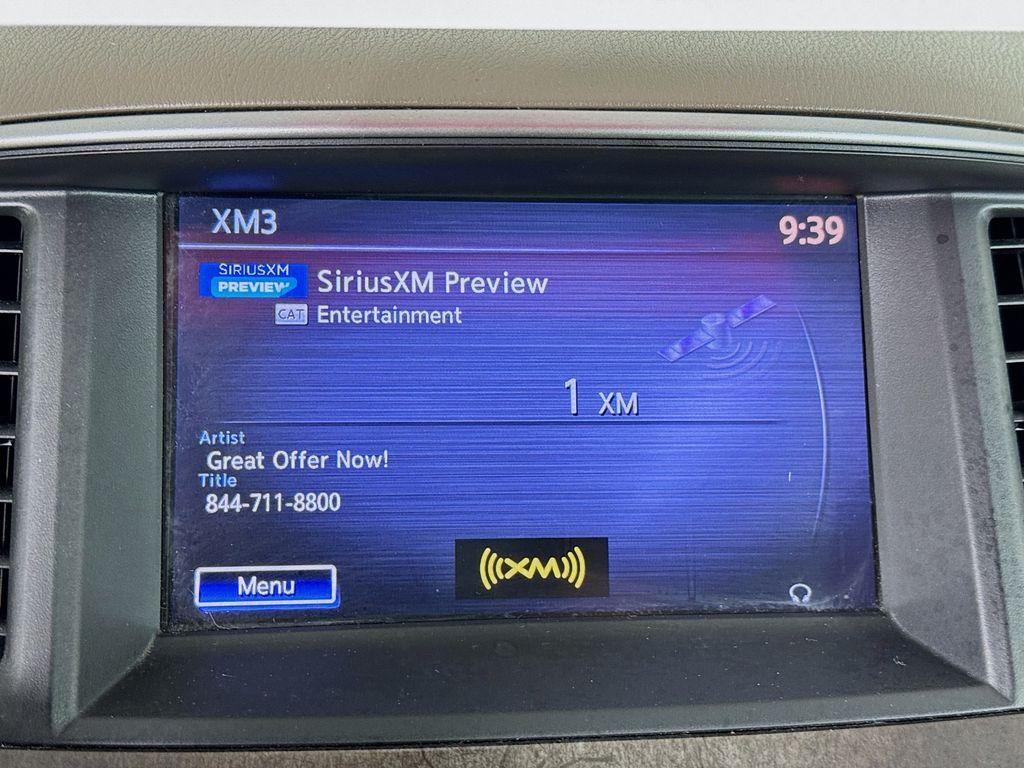 XM3
9:39
SIRIUSXM
PREVIEW
SiriusXM Preview
CAT Entertainment
1 XM
Artist
Great Offer Now!
Title
844-711-8800
Menu
XM